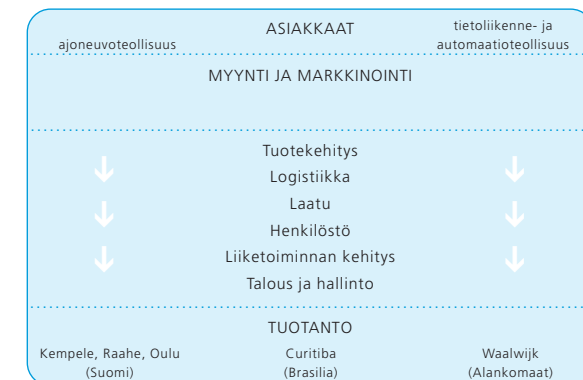 ASIAKKAAT
ajoneuvoteollisuus
tietoliikenne- ja
automaatioteollisuus
MYYNTI JA MARKKINOINTI
Tuotekehitys
Logistiikka
Laatu
Henkilöstö
Liiketoiminnan kehitys
Talous ja hallinto
TUOTANTO
Kempele, Raahe, Oulu
(Suomi)
Curitiba
(Brasilia)
Waalwijk
(Alankomaat)